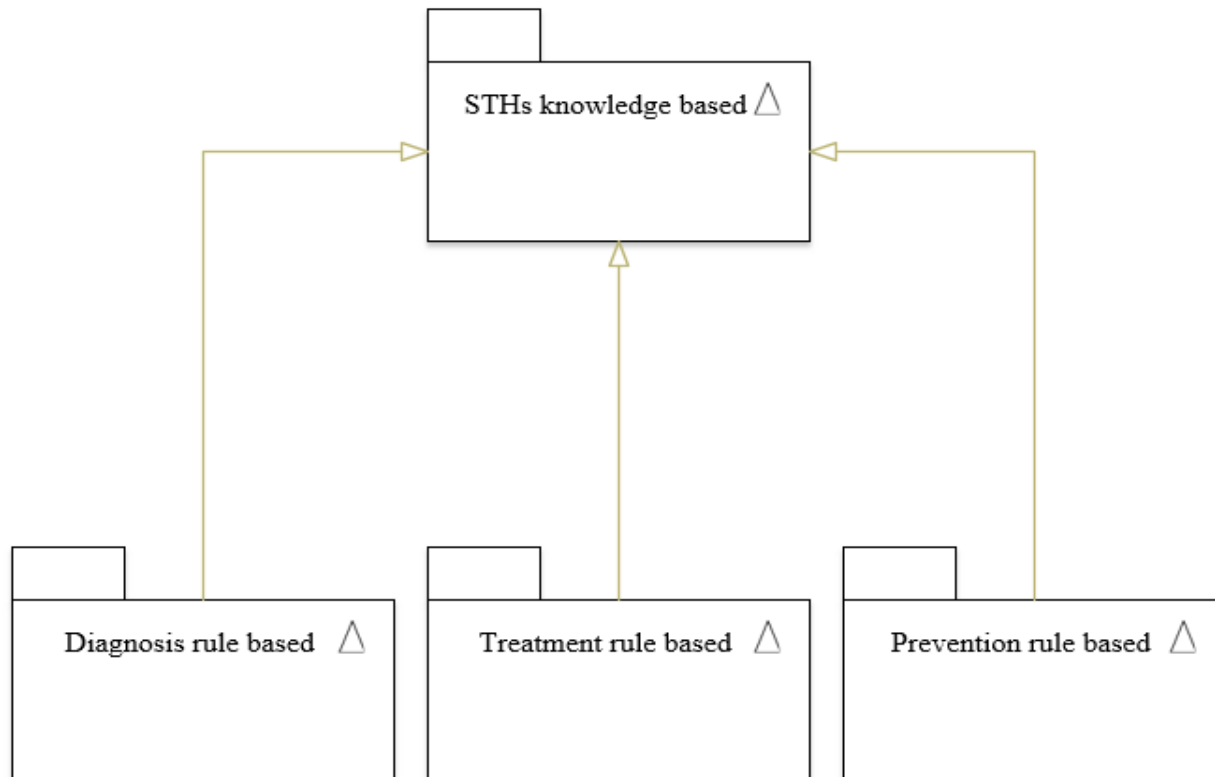 STHs knowledge based
Diagnosis rule based
Treatment rule based
Prevention rule based